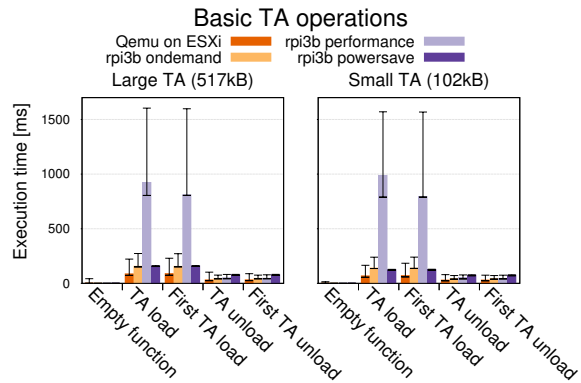 Basic TA operations
Qemu on ESXi rpi3b performance
rpi3b ondemand rpi3b powersave
Large TA (517kB) Small TA (102kB)
Execution time [ms]
1500
1000
500
0
Empty function
TA load
First TA load
TA unload
First TA unload
Empty function
TA load
First TA load
TA unload
First TA unload